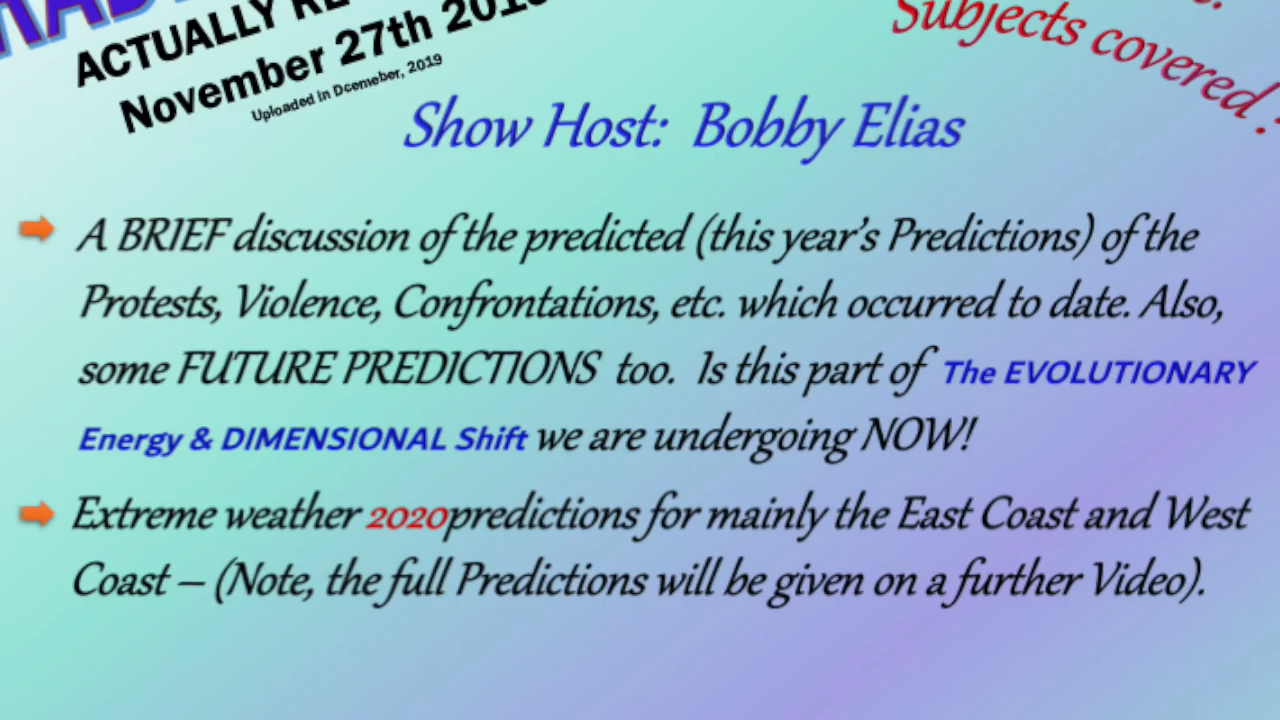 ACTUALLY
November 27th
Uploaded in Dcemeber, 2019
Subjects covered
Show Host: Bobby Elias
A BRIEF discussion of the predicted (this year's Predictions) of the
Protests, Violence, Confrontations, etc. which occurred to date. Also,
some FUTURE PREDICTIONS too. Is this part of The EVOLUTIONARY
Energy & DIMENSIONAL Shift we are undergoing NOW!
Extreme weather 2020predictions for mainly the East Coast and West
Coast – (Note, the full Predictions will be given on a further Video).